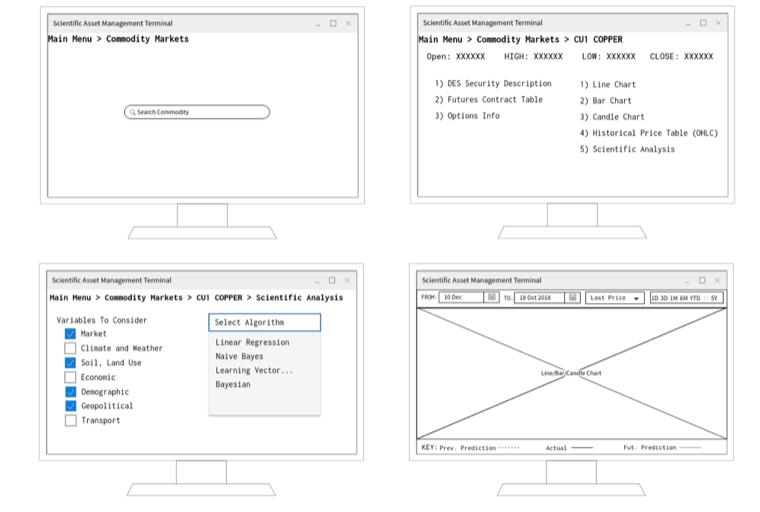 Scientific Asset Management Terminal
Main Menu > Commodity Markets
Search Commodity
Scientific Asset Management Terminal
Main Menu > Commodity Markets > CU1 COPPER
Open: XXXXXX HIGH: XXXXXX LOW: XXXXXX CLOSE: XXXXXX
1) DES Security Description
2) Futures Contract Table
3) Options Info
1) Line Chart
2) Bar Chart
3) Candle Chart
4) Historical Price Table (OHLC)
5) Scientific Analysis
Scientific Asset Management Terminal
Main Menu > Commodity Markets > CU1 COPPER > Scientific Analysis
Variables To Consider
Market
Climate and Weather
Soil, Land Use
Economic
Demographic
Geopolitical
Transport
Select Algorithm
Linear Regression
Naive Bayes
Learning Vector...
Bayesian
Scientific Asset Management Terminal
FROM: 10 Dec TO: 18 Oct 2018 Last Price 1D 3D 1M 6M YTD 5Y
Line/Bar/Candle Chart
KEY: Prev. Prediction ...... Actual Fut. Prediction